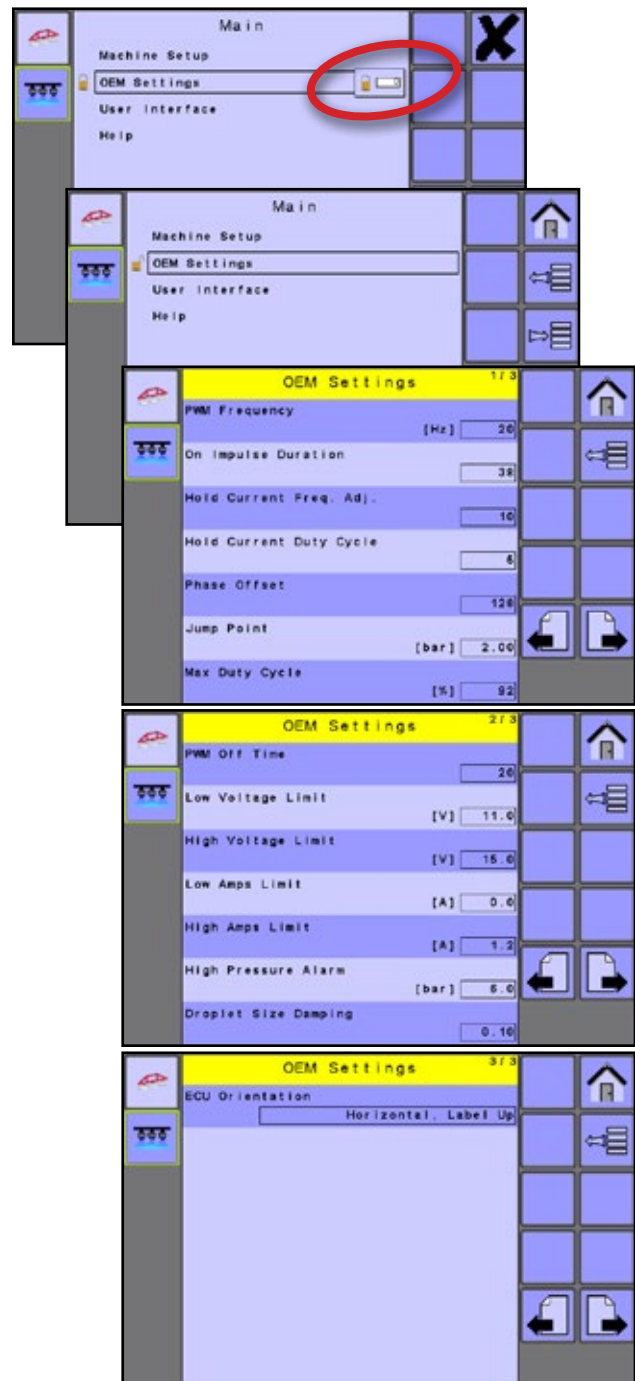 Main
Machine Setup
OEM Settings
User Interface
Help
Main
Machine Setup
OEM Settings
User Interface
Help
OEM Settings 1/3
PWM Frequency
[Hz] 20
On Impulse Duration
38
Hold Current Freq. Adj.
10
Hold Current Duty Cycle
5
Phase Offset
128
Jump Point
[bar] 2.00
Max Duty Cycle
[%] 92
OEM Settings 2/3
PWM Off Time
20
Low Voltage Limit
[V] 11.0
High Voltage Limit
[V] 15.0
Low Amps Limit
[A] 0.0
High Amps Limit
[A] 1.2
High Pressure Alarm
[bar]
Droplet Size Damping
0.10
OEM Settings 3/3
ECU Orientation
Horizontal, Label Up